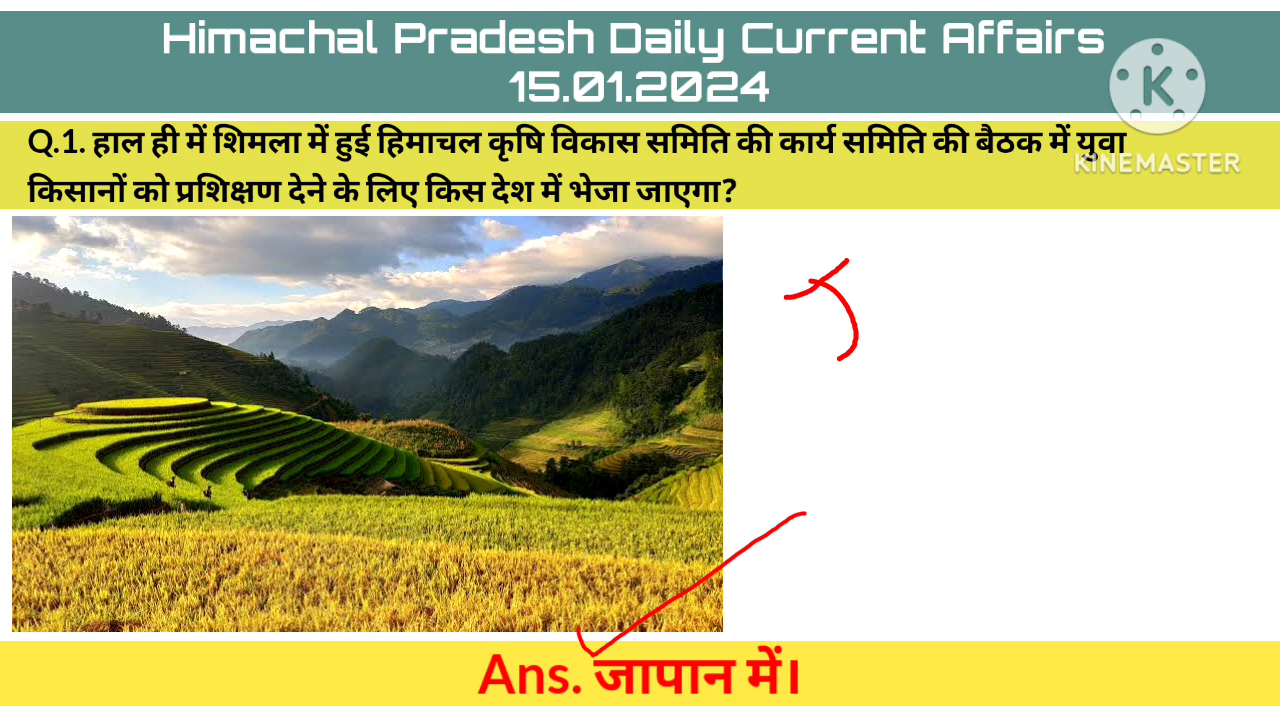 Himachal Pradesh Daily Current Affairs
15.01.2024
Q.1. हाल ही में शिमला में हुई हिमाचल कृषि विकास समिति की कार्य समिति की बैठक में युवा
किसानों को प्रशिक्षण देने के लिए किस देश में भेजा जाएगा?
K
KINEMASTER
Ans. जापान में।